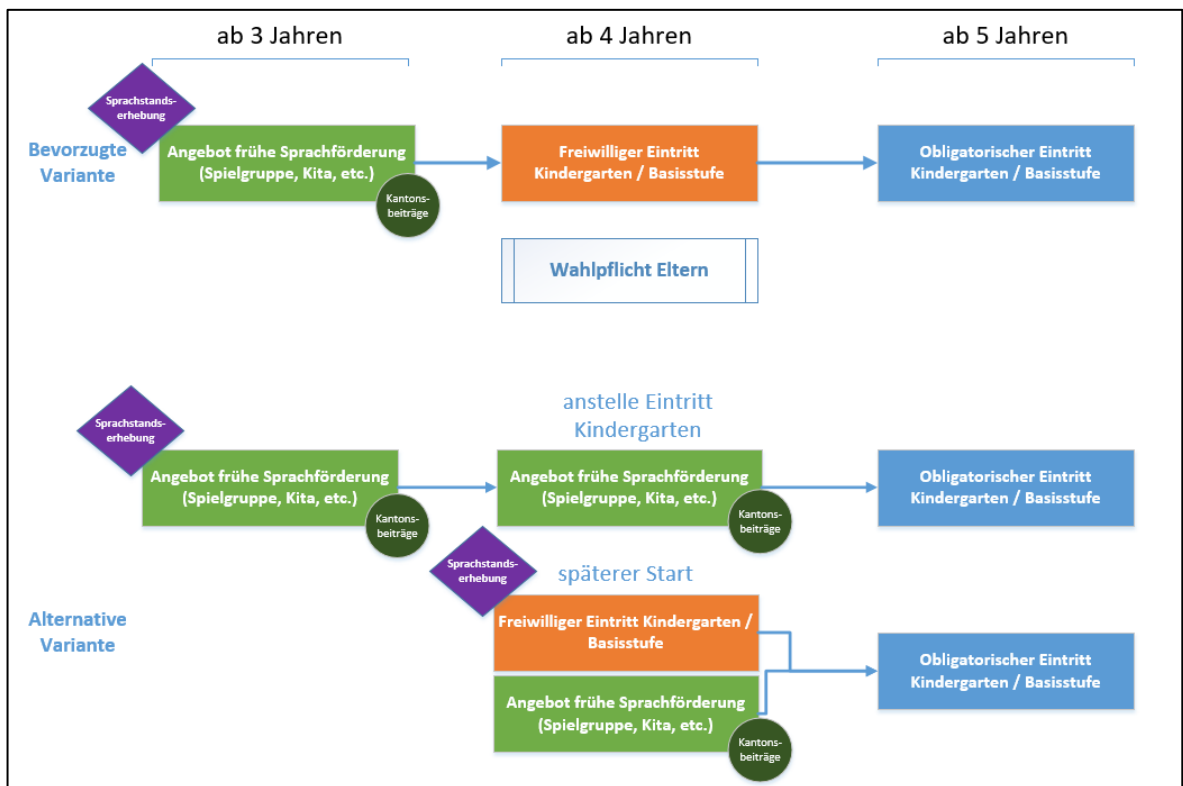 ab 3 Jahren
ab 4 Jahren
ab 5 Jahren
Sprachstands-
erhebung
Bevorzugte
Variante
Angebot frühe Sprachförderung
(Spielgruppe, Kita, etc.)
Kantons-
beiträge
Freiwilliger Eintritt
Kindergarten / Basisstufe
Obligatorischer Eintritt
Kindergarten / Basisstufe
Wahlpflicht Eltern
Sprachstands-
erhebung
anstelle Eintritt
Kindergarten
Angebot frühe Sprachförderung
(Spielgruppe, Kita, etc.)
Kantons-
beiträge
Angebot frühe Sprachförderung
(Spielgruppe, Kita, etc.)
Kantons-
beiträge
Obligatorischer Eintritt
Kindergarten / Basisstufe
Sprachstands-
erhebung
späterer Start
Alternative
Variante
Freiwilliger Eintritt Kindergarten /
Basisstufe
Angebot frühe Sprachförderung
(Spielgruppe, Kita, etc.)
Kantons-
beiträge
Obligatorischer Eintritt
Kindergarten / Basisstufe